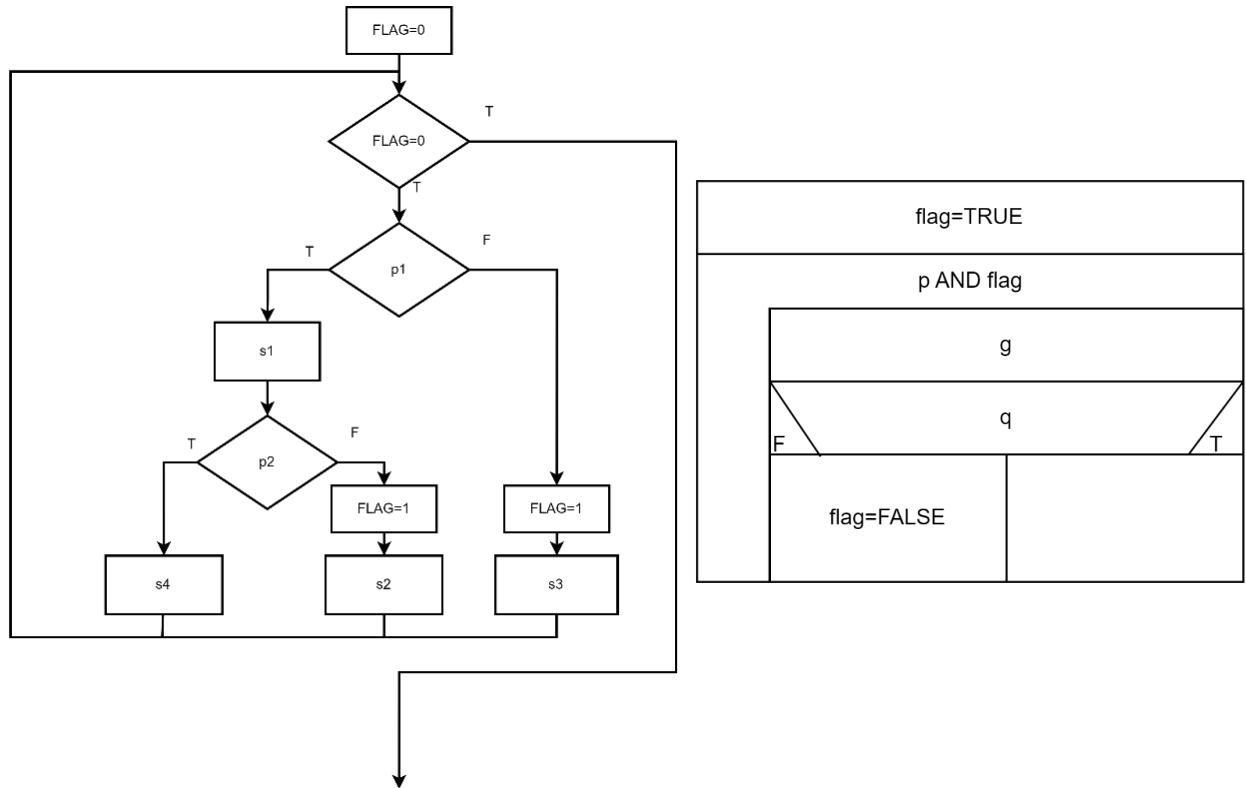 FLAG=0
T
FLAG=0
T
T
F
p1
s1
T
F
p2
FLAG=1
FLAG=1
s4
s2
s3
flag=TRUE
p AND flag
g
q
F
T
flag=FALSE